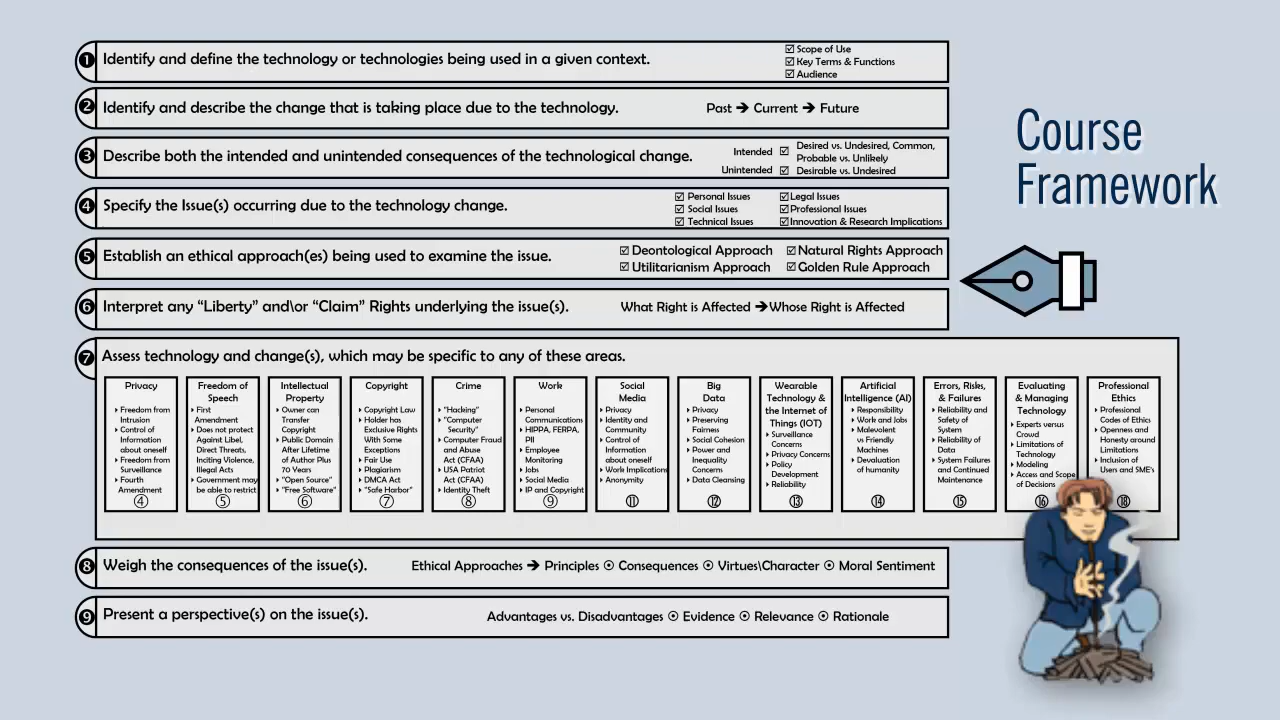 Course
Framework
❶ Identify and define the technology or technologies being used in a given context.
☑ Scope of Use
☑ Key Terms & Functions
☑ Audience
❷ Identify and describe the change that is taking place due to the technology. Past ➔ Current ➔ Future
❸ Describe both the intended and unintended consequences of the technological change.
Intended ☑ Desired vs. Undesired, Common,
Probable vs. Unlikely
Unintended ☑ Desirable vs. Undesired
❹ Specify the Issue(s) occurring due to the technology change.
☑ Personal Issues ☑ Legal Issues
☑ Social Issues ☑ Professional Issues
☑ Technical Issues ☑ Innovation & Research Implications
❺ Establish an ethical approach(es) being used to examine the issue.
☑ Deontological Approach ☑ Natural Rights Approach
☑ Utilitarianism Approach ☑ Golden Rule Approach
❻ Interpret any “Liberty” and\or “Claim” Rights underlying the issue(s). What Right is Affected ➔ Whose Right is Affected
❼ Assess technology and change(s), which may be specific to any of these areas.
Privacy
Freedom from
Intrusion
Control of
Information
about oneself
Freedom from
Surveillance
Fourth
Amendment
④
Freedom of
Speech
First
Amendment
Does not protect
Againt Libel,
Direct Threats,
Inciting Violence,
Illegal Acts
Government may
be able to restrict
⑤
Intellectual
Property
Owner can
Transfer
Copyright
Public Domain
After Lifetime
of Author Plus
70 Years
"Open Source"
"Free Software"
⑥
Copyright
Copyright Law
Holder has
Exclusive Rights
With Some
Exceptions
Fair Use
Plagiarism
DMCA Act
"Safe Harbor"
⑦
Crime
"Hacking"
"Computer
Security"
Computer Fraud
and Abuse
Act (CFAA)
USA Patriot
Act (CFAA)
Identity Theft
⑧
Work
Personal
Communications
HIPPA, FERPA,
PII
Employee
Monitoring
Jobs
Social Media
IP and Copyright
⑨
Social
Media
Privacy
Identity and
Community
Control of
Information
About oneself
Work Implications
Anonymity
⑪
Big
Data
Privacy
Preserving
Fairness
Social Cohesion
Power and
Inequality
Concerns
Data Cleansing
⑫
Wearable
Technology &
the Internet of
Things (IOT)
Surveillance
Concerns
Privacy Concerns
Policy
Development
Reliability
⑬
Artificial
Intelligence (AI)
Responsibility
Work and Jobs
Malevolent
vs Friendly
Machines
Devaluation
of humanity
⑭
Errors, Risks,
& Failures
Reliability and
Safety of
System
Reliability of
Data
System Failures
and Continued
Maintenance
⑮
Evaluating
& Managing
Technology
Experts versus
Crowd
Limitations of
Technology
Modeling
Access and Scope
of Decisions
⑯
Professional
Ethics
Professional
Codes of Ethics
Openness and
Honesty around
Limitations
Inclusion of
Users and SME's
⑱
❽ Weigh the consequences of the issue(s). Ethical Approaches ➔ Principles ⊙ Consequences ⊙ Virtues\Character ⊙ Moral Sentiment
❾ Present a perspective(s) on the issue(s). Advantages vs. Disadvantages ⊙ Evidence ⊙ Relevance ⊙ Rationale